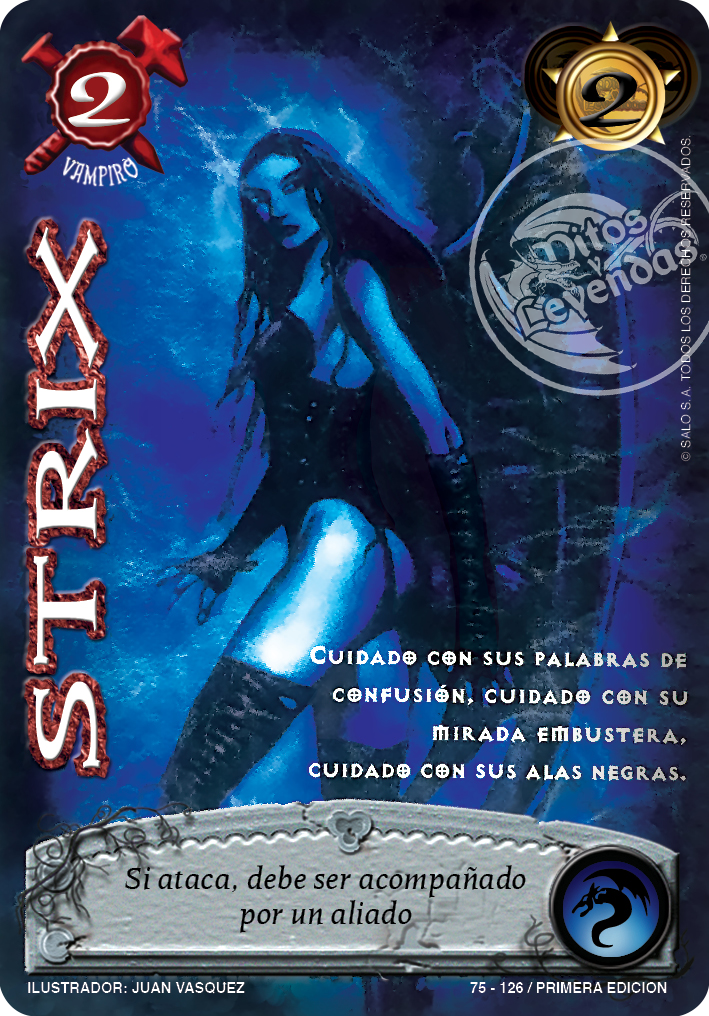 2
VAMPIRO
2
Mitos
y
Leyendas
®
© SALO S.A. TODOS LOS DERECHOS RESERVADOS.
STRIX
CUIDADO CON SUS PALABRAS DE
CONFUSIÓN, CUIDADO CON SU
MIRADA EMBUSTERA,
CUIDADO CON SUS ALAS NEGRAS.
Si ataca, debe ser acompañado
por un aliado
ILUSTRADOR: JUAN VASQUEZ
75 - 126 / PRIMERA EDICION